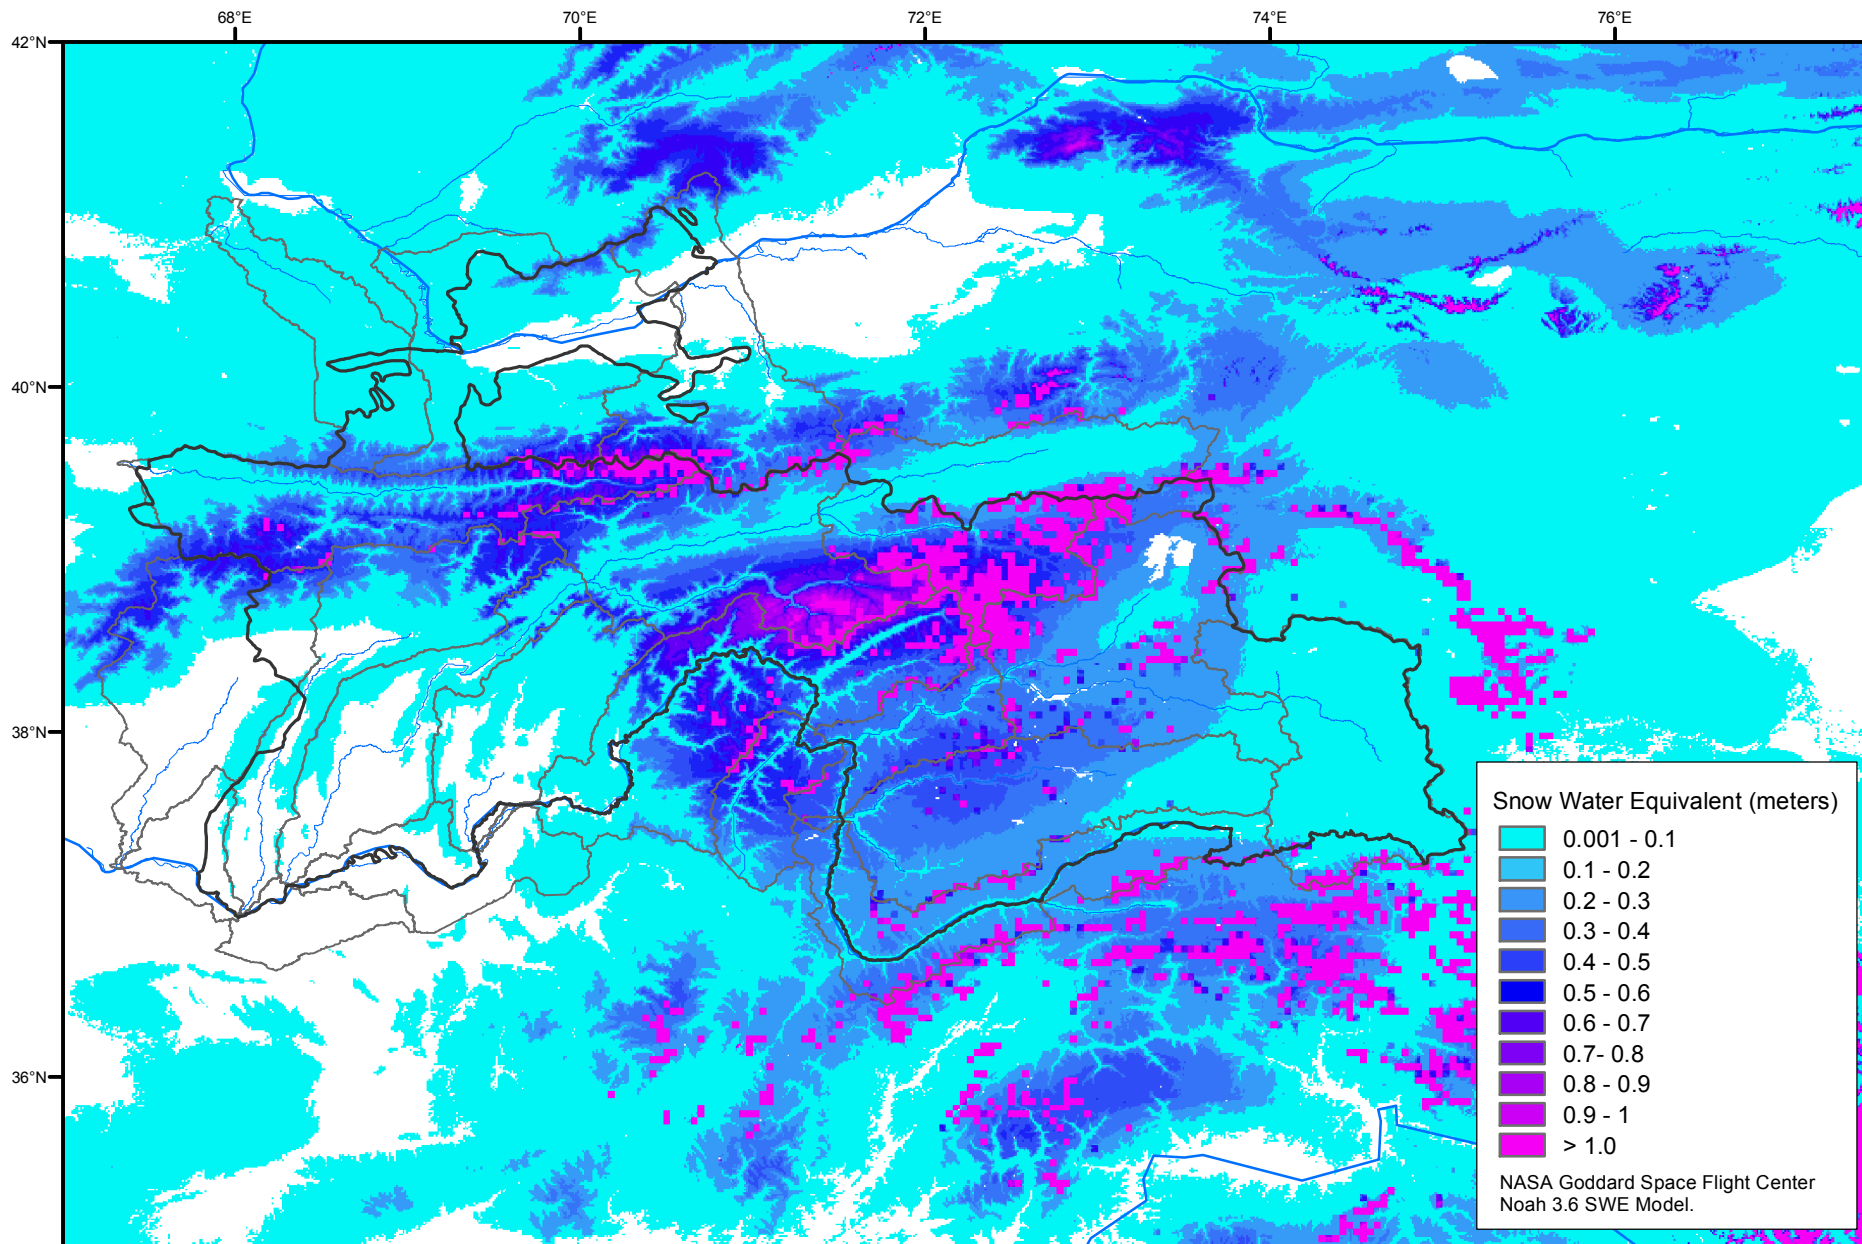 68°E
70°E
72°E
74°E
76°E
42°N
40°N
38°N
36°N
Snow Water Equivalent (meters)
0.001 - 0.1
0.1 - 0.2
0.2 - 0.3
0.3 - 0.4
0.4 - 0.5
0.5 - 0.6
0.6 - 0.7
0.7- 0.8
0.8 - 0.9
0.9 - 1
> 1.0
NASA Goddard Space Flight Center
Noah 3.6 SWE Model.